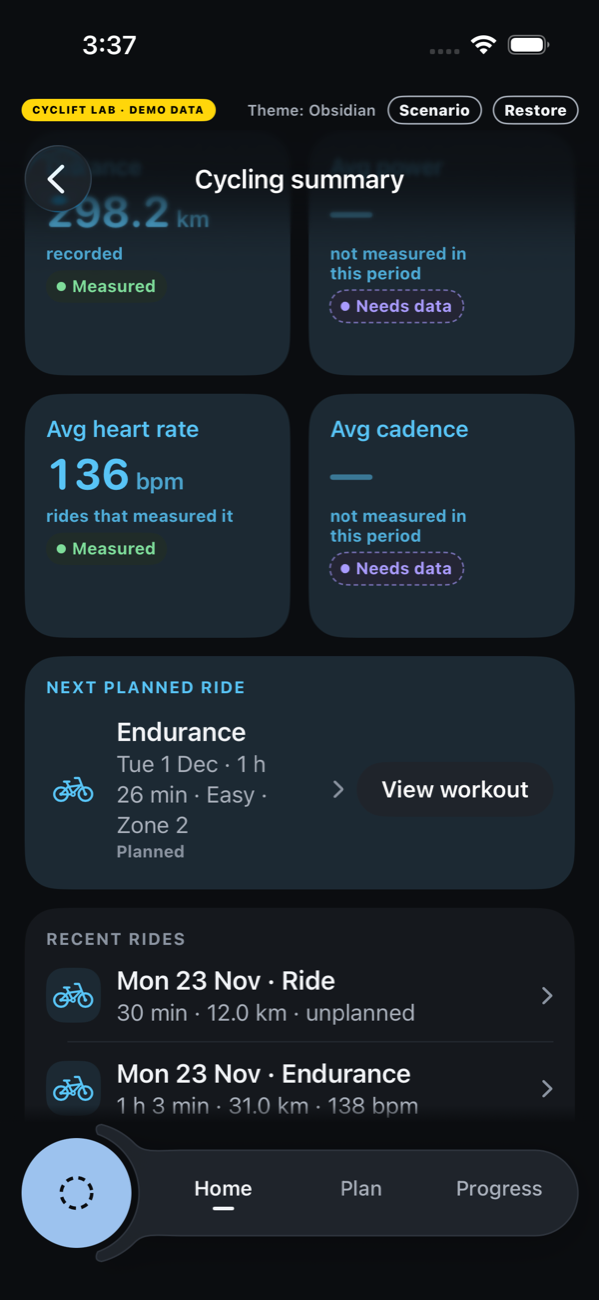 3:37
CYCLIFT LAB · DEMO DATA
Theme: Obsidian
Scenario
Restore
Cycling summary
Avg power
298.2 km
recorded
Measured
—
not measured in
this period
Needs data
Avg heart rate
136 bpm
rides that measured it
Measured
Avg cadence
—
not measured in
this period
Needs data
NEXT PLANNED RIDE
Endurance
Tue 1 Dec · 1 h
26 min · Easy ·
Zone 2
Planned
View workout
RECENT RIDES
Mon 23 Nov · Ride
30 min · 12.0 km · unplanned
Mon 23 Nov · Endurance
1 h 3 min · 31.0 km · 138 bpm
Home
Plan
Progress